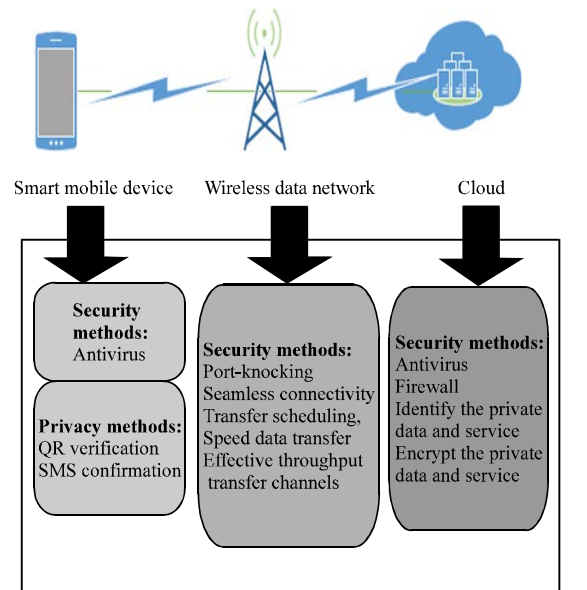 Smart mobile device
Wireless data network
Cloud
Security
methods:
Antivirus
Privacy methods:
QR verification
SMS confirmation
Security methods:
Port-knocking
Seamless connectivity
Transfer scheduling,
Speed data transfer
Effective throughput
transfer channels
Security methods:
Antivirus
Firewall
Identify the private
data and service
Encrypt the private
data and service